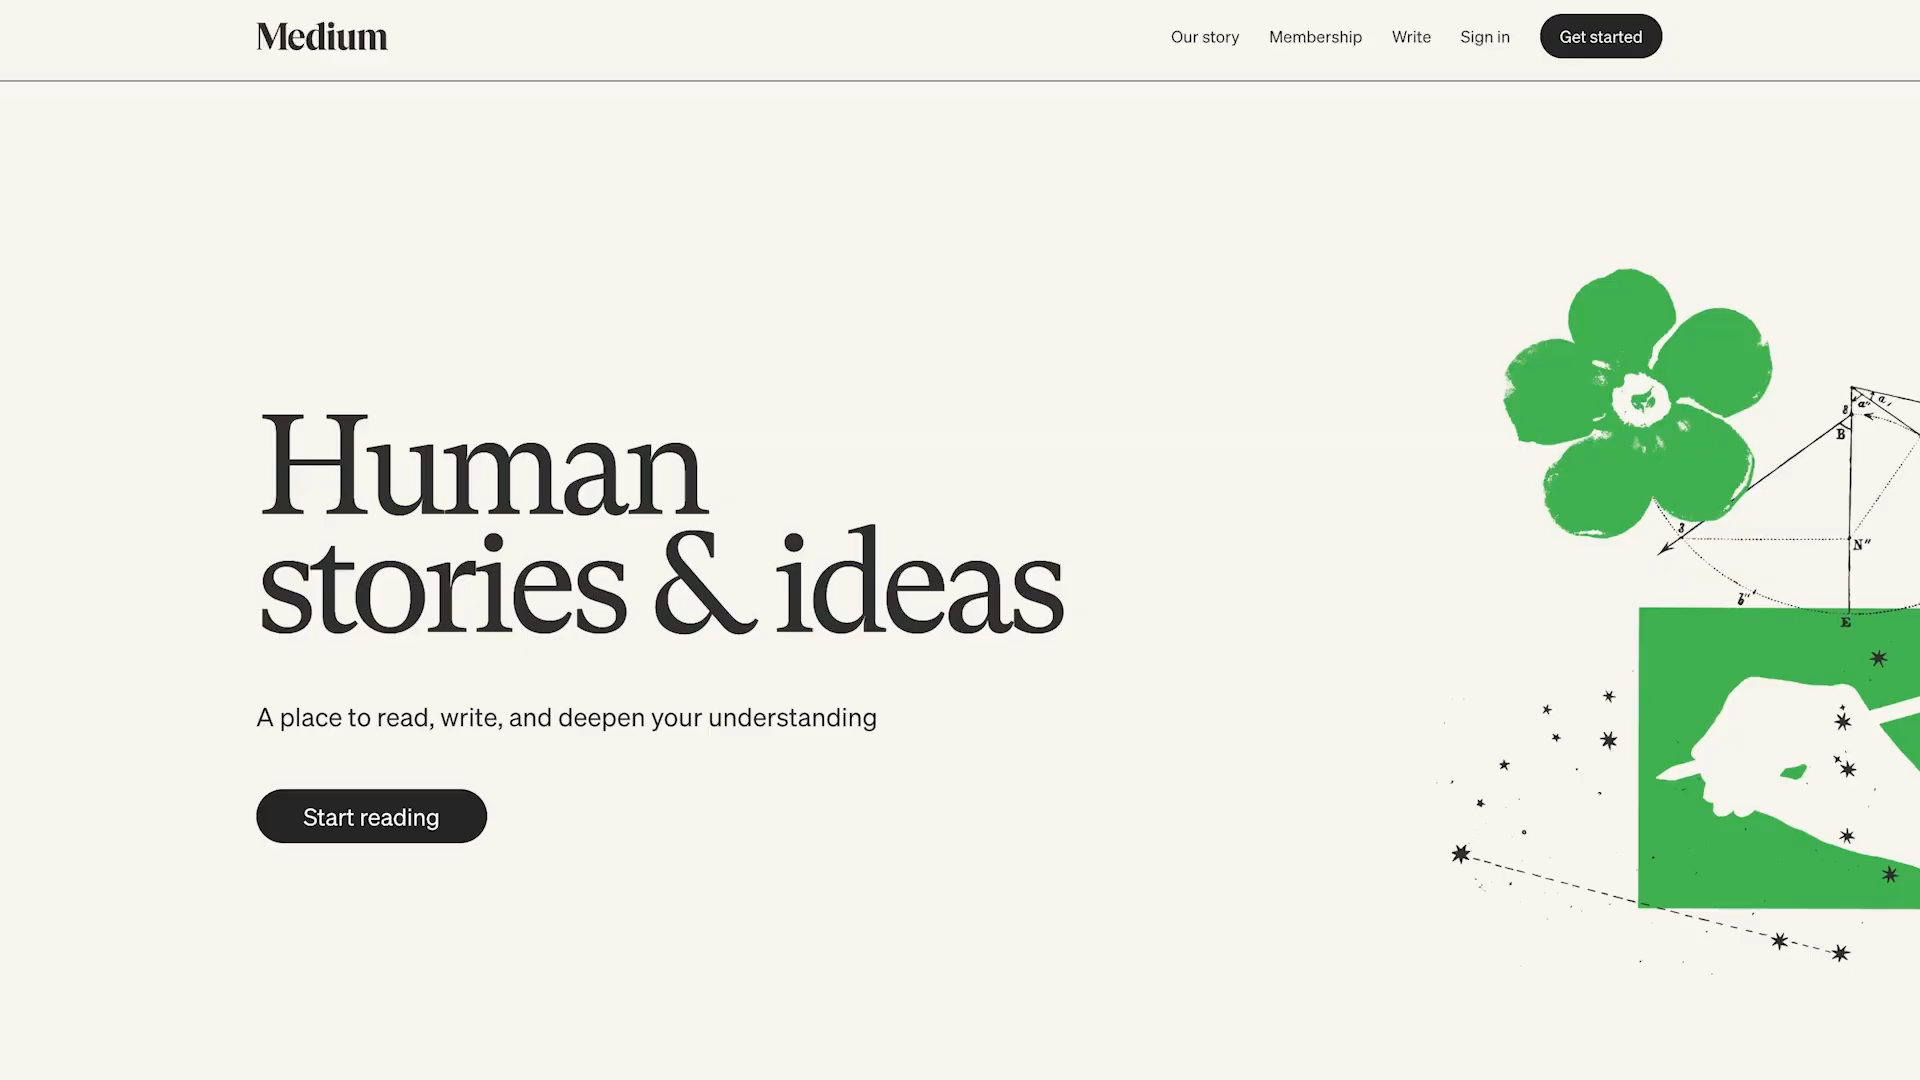 Medium
Our story
Membership
Write
Sign in
Get started
Human
stories & ideas
A place to read, write, and deepen your understanding
Start reading
B
3
N"
b"
E